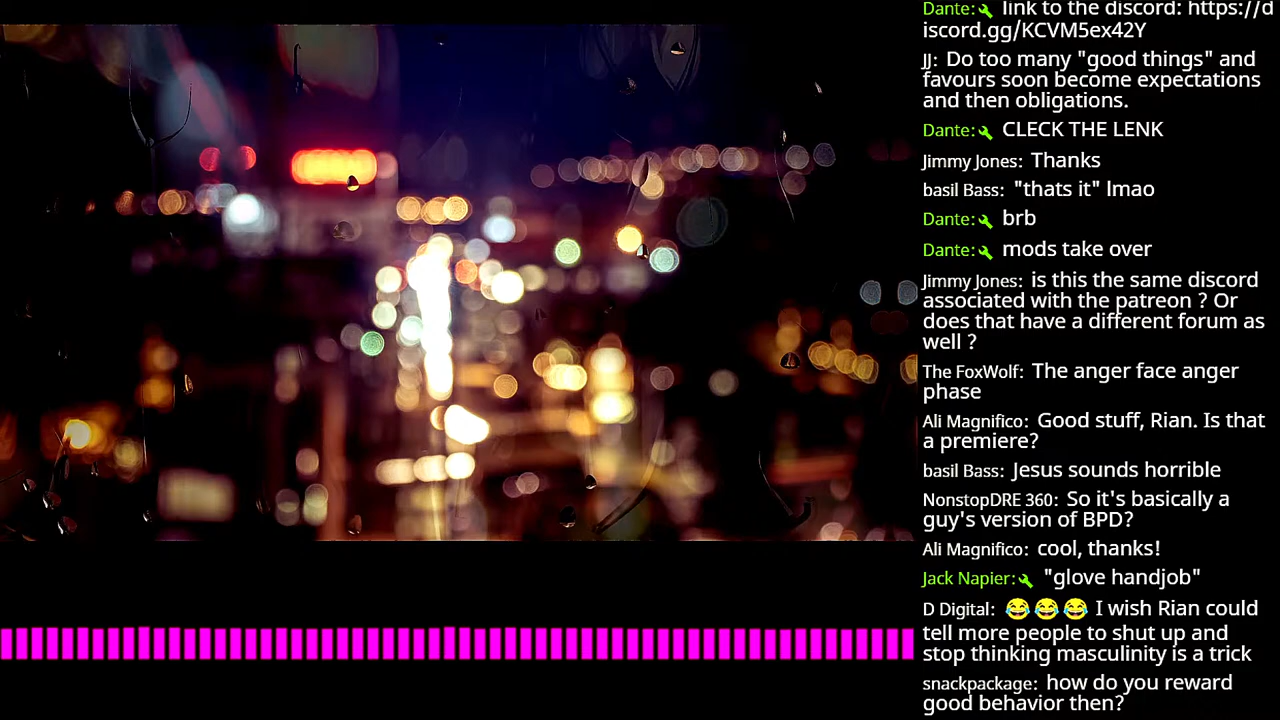 Dante: link to the discord: https://d
iscord.gg/KCVM5ex42Y
JJ: Do too many "good things" and
favours soon become expectations
and then obligations.
Dante: CLECK THE LENK
Jimmy Jones: Thanks
basil Bass: "thats it" lmao
Dante: brb
Dante: mods take over
Jimmy Jones: is this the same discord
associated with the patreon ? Or
does that have a different forum as
well ?
The FoxWolf: The anger face anger
phase
Ali Magnifico: Good stuff, Rian. Is that
a premiere?
basil Bass: Jesus sounds horrible
NonstopDRE 360: So it's basically a
guy's version of BPD?
Ali Magnifico: cool, thanks!
Jack Napier: "glove handjob"
D Digital: 😂😂😂 I wish Rian could
tell more people to shut up and
stop thinking masculinity is a trick
snackpackage: how do you reward
good behavior then?